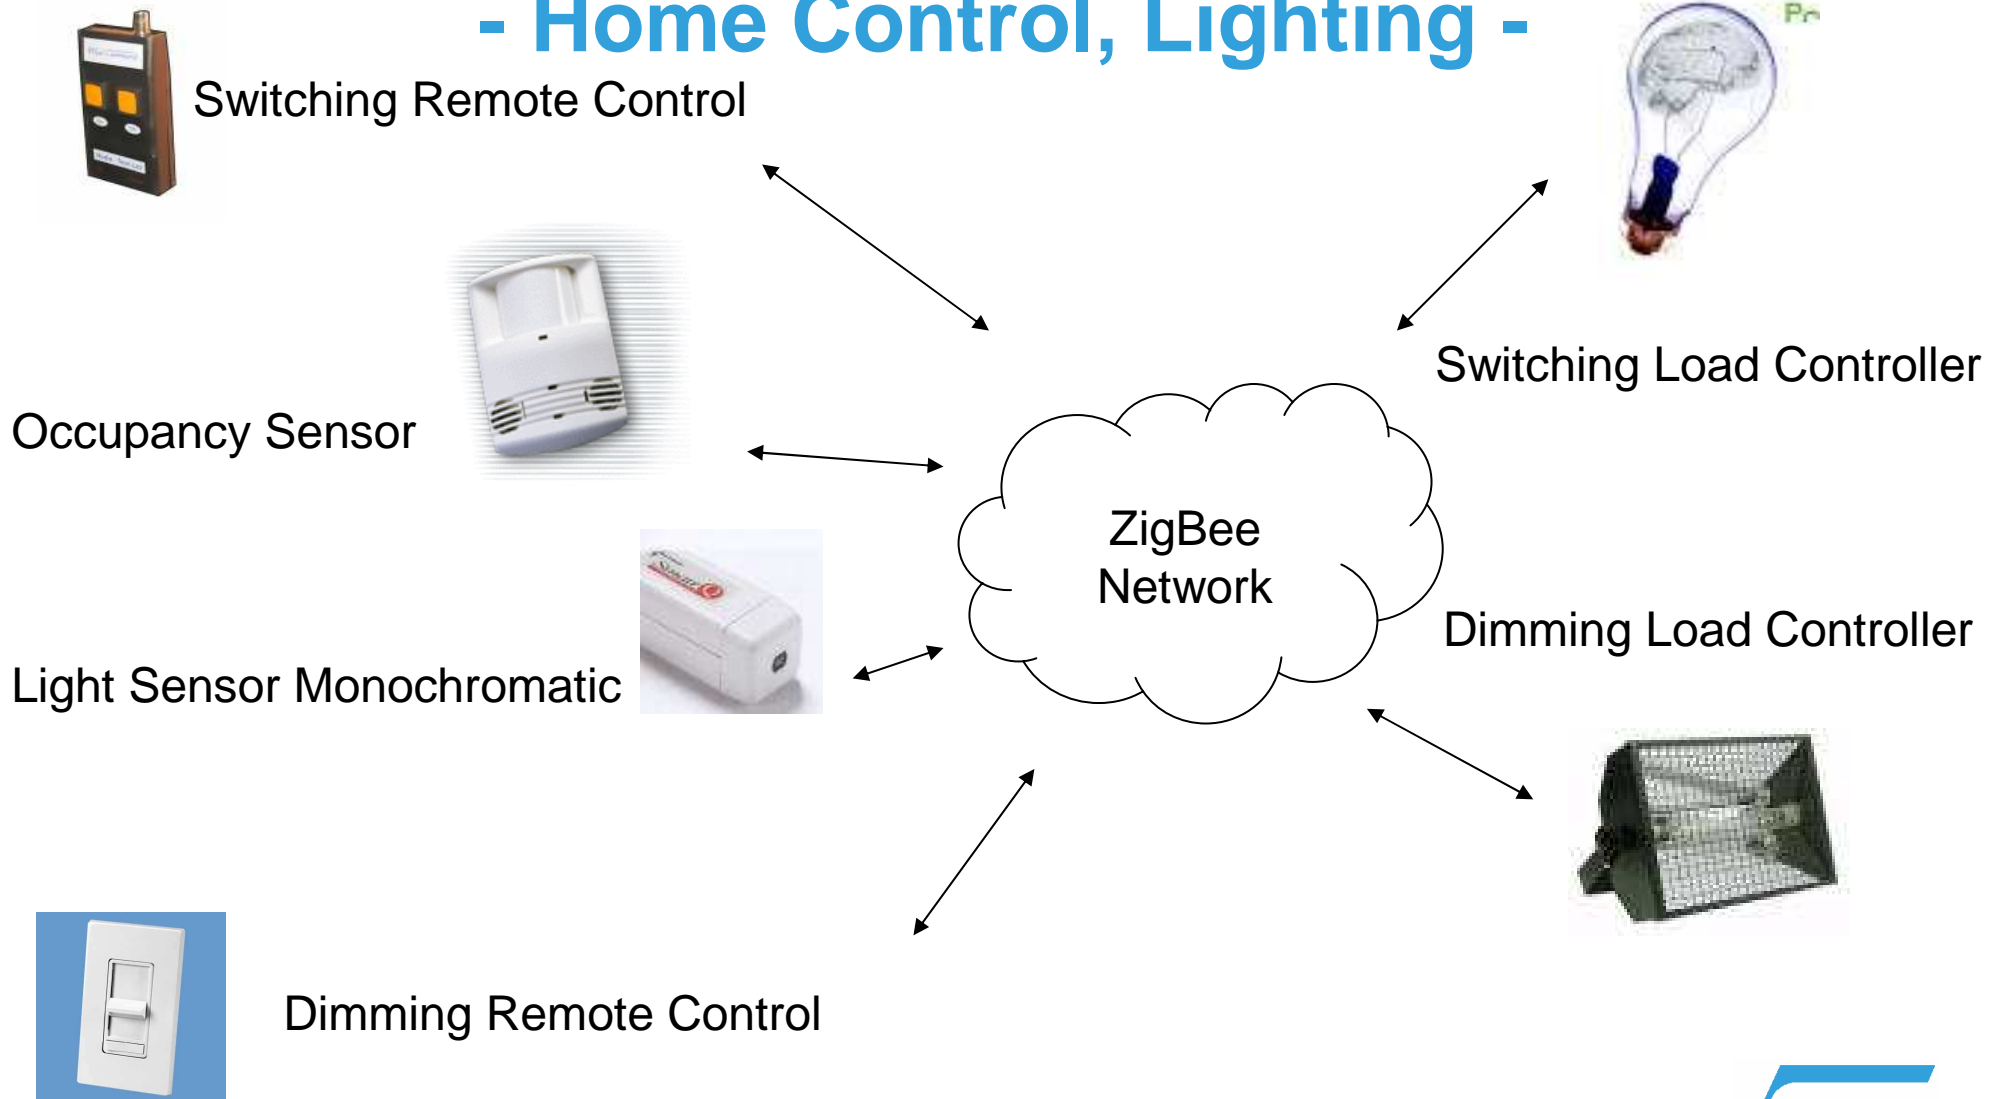 - Home Control, Lighting -
Switching Remote Control
Switching Load Controller
Occupancy Sensor
ZigBee
Network
Dimming Load Controller
Light Sensor Monochromatic
Dimming Remote Control